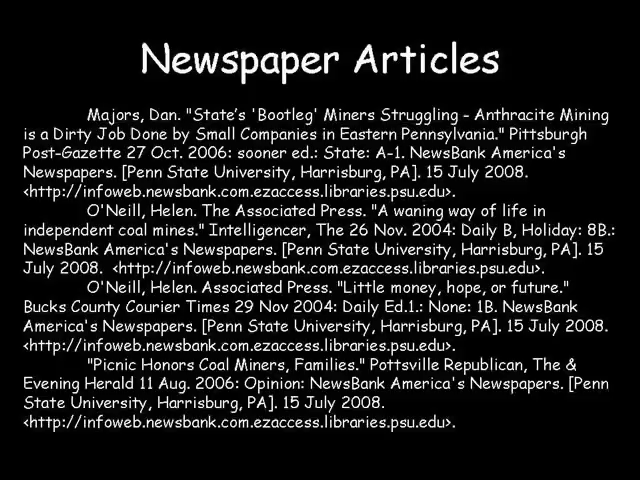 Newspaper Articles
Majors, Dan. "State's 'Bootleg' Miners Struggling - Anthracite Mining
is a Dirty Job Done by Small Companies in Eastern Pennsylvania." Pittsburgh
Post-Gazette 27 Oct. 2006: sooner ed.: State: A-1. NewsBank America's
Newspapers. [Penn State University, Harrisburg, PA]. 15 July 2008.
<http://infoweb.newsbank.com.ezaccess.libraries.psu.edu>.
O'Neill, Helen. The Associated Press. "A waning way of life in
independent coal mines." Intelligencer, The 26 Nov. 2004: Daily B, Holiday: 8B.:
NewsBank America's Newspapers. [Penn State University, Harrisburg, PA]. 15
July 2008. <http://infoweb.newsbank.com.ezaccess.libraries.psu.edu>.
O'Neill, Helen. Associated Press. "Little money, hope, or future."
Bucks County Courier Times 29 Nov 2004: Daily Ed.1.: None: 1B. NewsBank
America's Newspapers. [Penn State University, Harrisburg, PA]. 15 July 2008.
<http://infoweb.newsbank.com.ezaccess.libraries.psu.edu>.
"Picnic Honors Coal Miners, Families." Pottsville Republican, The &
Evening Herald 11 Aug. 2006: Opinion: NewsBank America's Newspapers. [Penn
State University, Harrisburg, PA]. 15 July 2008.
<http://infoweb.newsbank.com.ezaccess.libraries.psu.edu>.